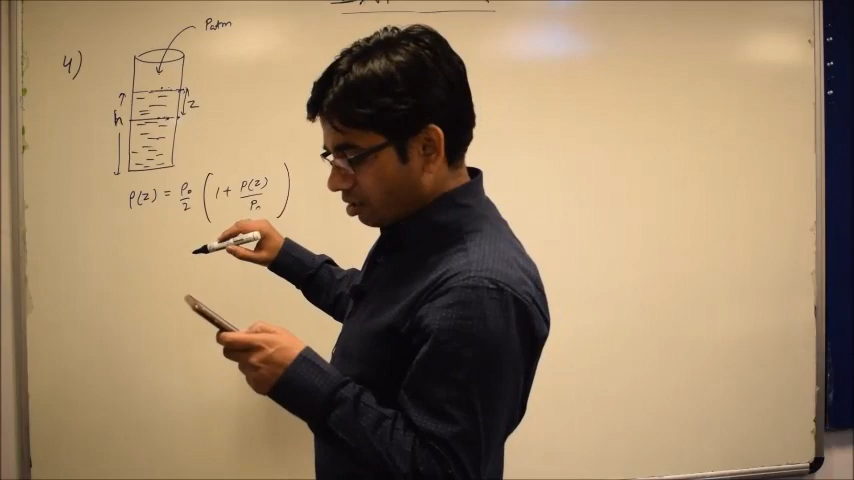 Patm
4)
h
z
ρ(z) = ρ₀/2 (1 + P(z)/P₀)